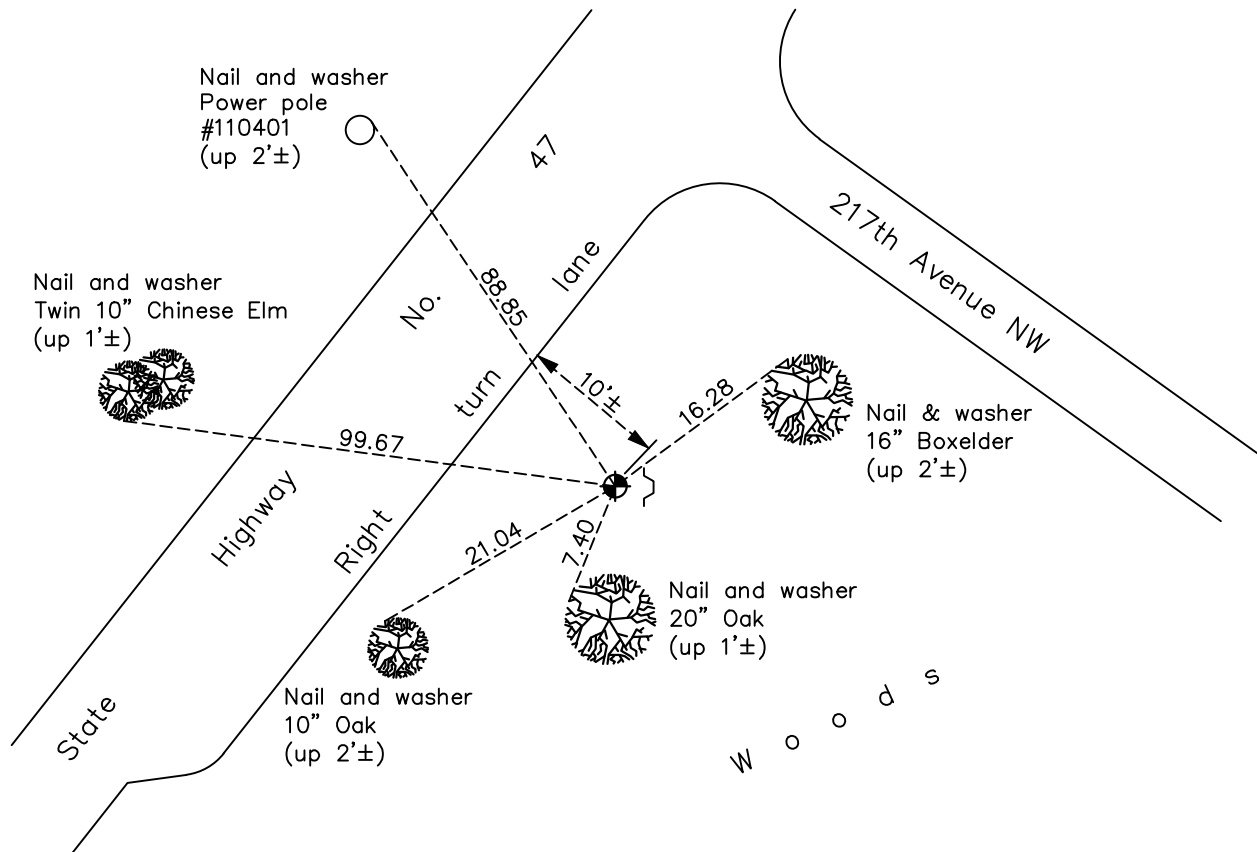 Nail and washer
Power pole
#110401
(up 2'±)
47
217th Avenue NW
Nail and washer
Twin 10" Chinese Elm
(up 1'±)
No.
lane
88.85
10'±
turn
16.28
Nail & washer
16" Boxelder
(up 2'±)
99.67
Highway
Right
21.04
7.40
Nail and washer
20" Oak
(up 1'±)
Nail and washer
10" Oak
(up 2'±)
State
Woods